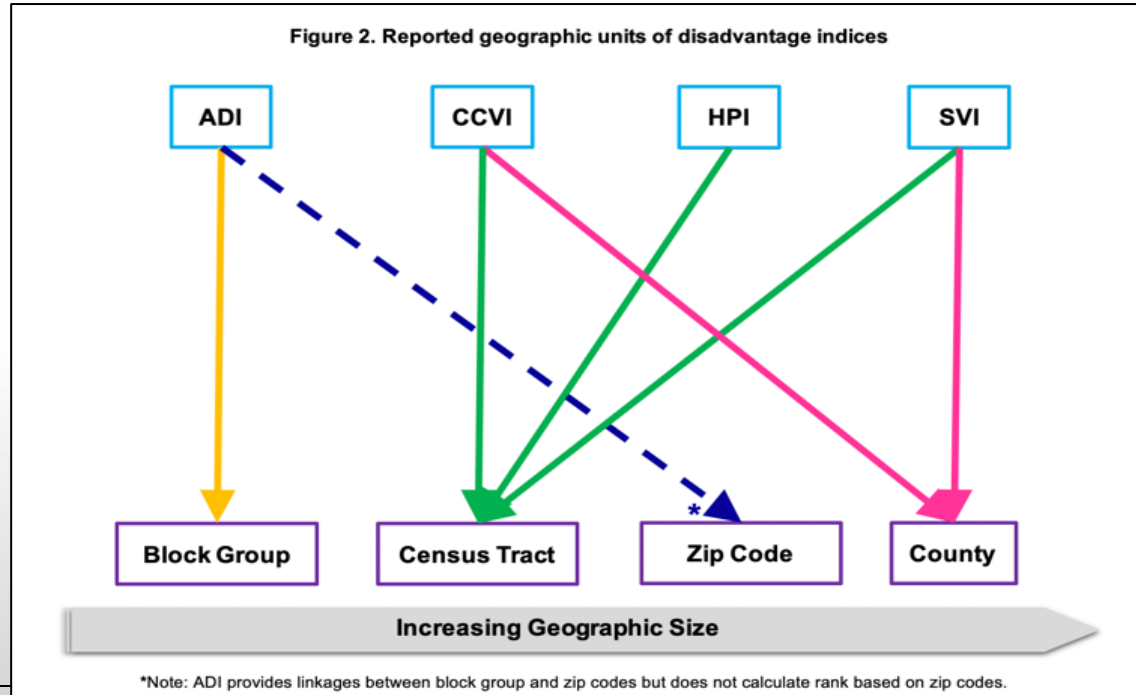 Figure 2. Reported geographic units of disadvantage indices
ADI CCVI HPI SVI
*
Block Group Census Tract Zip Code County
Increasing Geographic Size
*Note: ADI provides linkages between block group and zip codes but does not calculate rank based on zip codes.